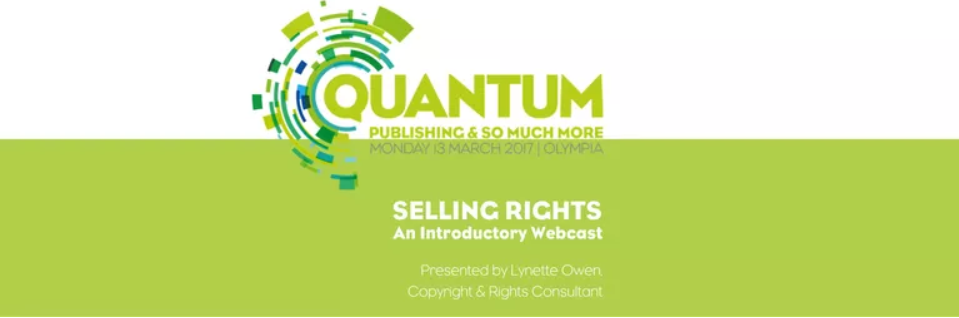 QUANTUM
PUBLISHING & SO MUCH MORE
MONDAY 13 MARCH 2017 | OLYMPIA
SELLING RIGHTS
An Introductory Webcast
Presented by Lynette Owen
Copyright & Rights Consultant